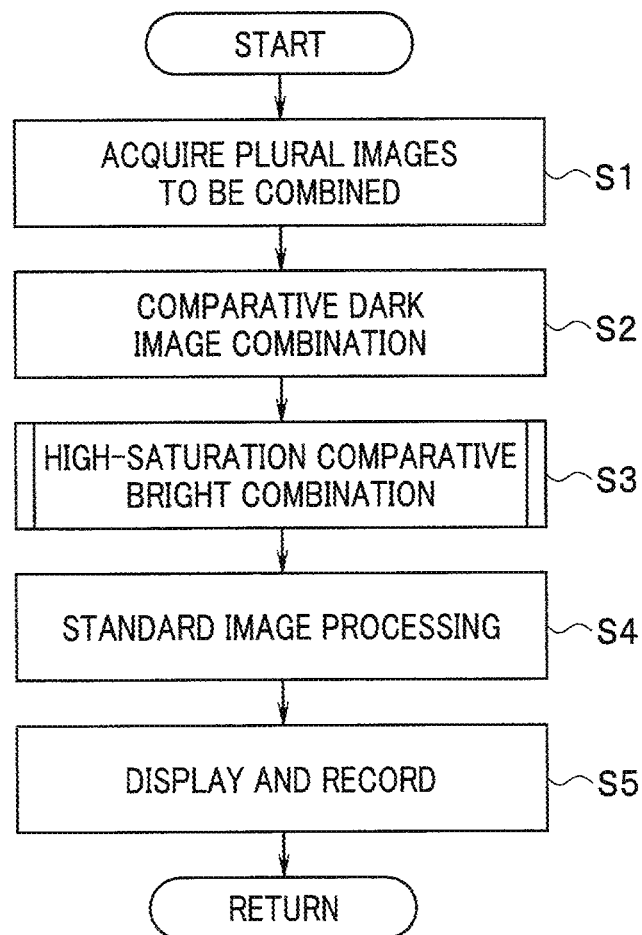 START
ACQUIRE PLURAL IMAGES
TO BE COMBINED
S1
COMPARATIVE DARK
IMAGE COMBINATION
S2
HIGH-SATURATION COMPARATIVE
BRIGHT COMBINATION
S3
STANDARD IMAGE PROCESSING
S4
DISPLAY AND RECORD
S5
RETURN